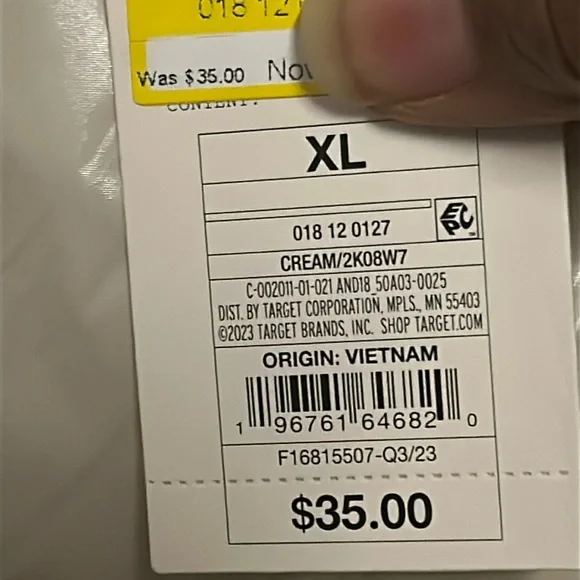 018 12
Was $35.00 Nov
CONTENT:
XL
EPC
018 12 0127
CREAM/2K08W7
C-002011-01-021 AND18_50A03-0025
DIST. BY TARGET CORPORATION, MPLS., MN 55403
©2023 TARGET BRANDS, INC. SHOP TARGET.COM
ORIGIN: VIETNAM
1 96761 64682 0
F16815507-Q3/23
$35.00